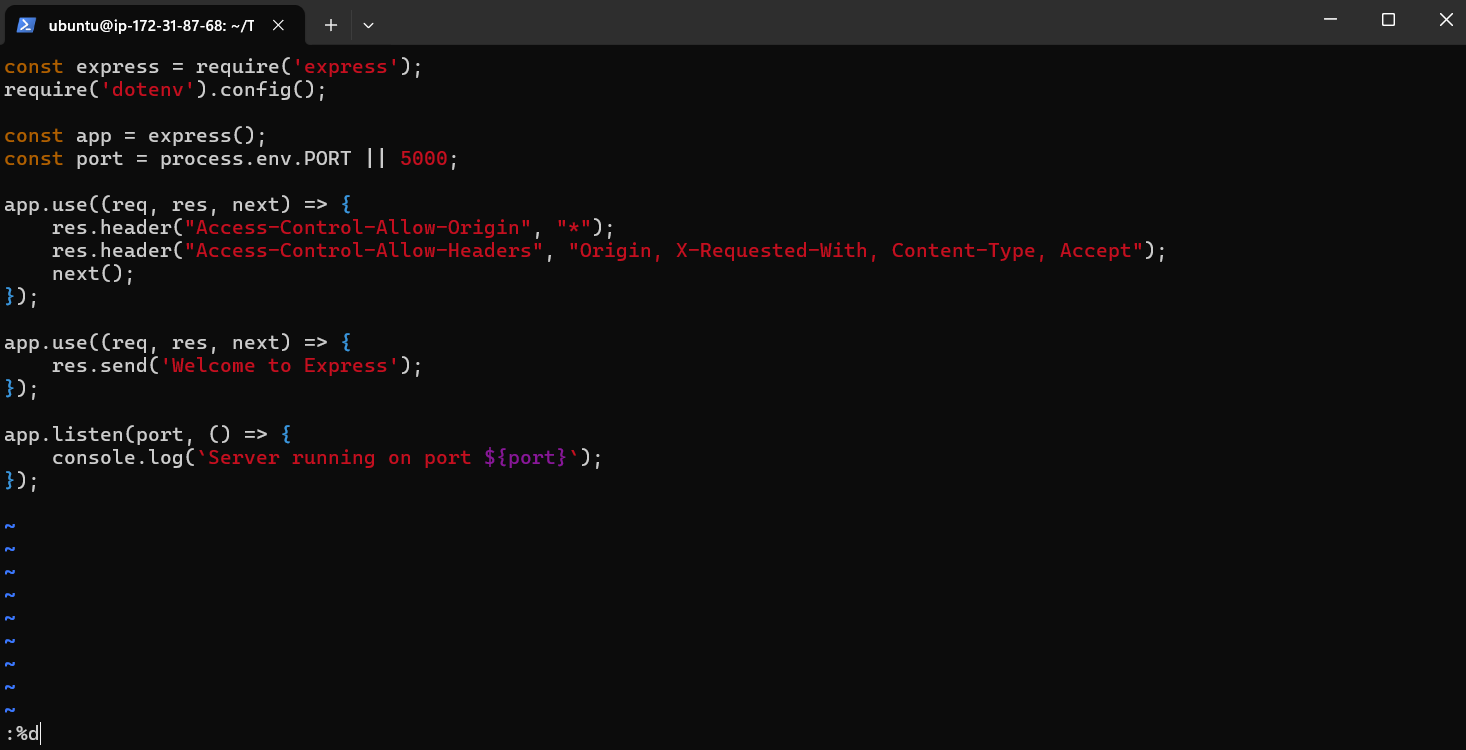 ubuntu@ip-172-31-87-68: ~/T
const express = require('express');
require('dotenv').config();

const app = express();
const port = process.env.PORT || 5000;

app.use((req, res, next) => {
    res.header("Access-Control-Allow-Origin", "*");
    res.header("Access-Control-Allow-Headers", "Origin, X-Requested-With, Content-Type, Accept");
    next();
});

app.use((req, res, next) => {
    res.send('Welcome to Express');
});

app.listen(port, () => {
    console.log(`Server running on port ${port}`);
});

~
~
~
~
~
~
~
~
~
:%d